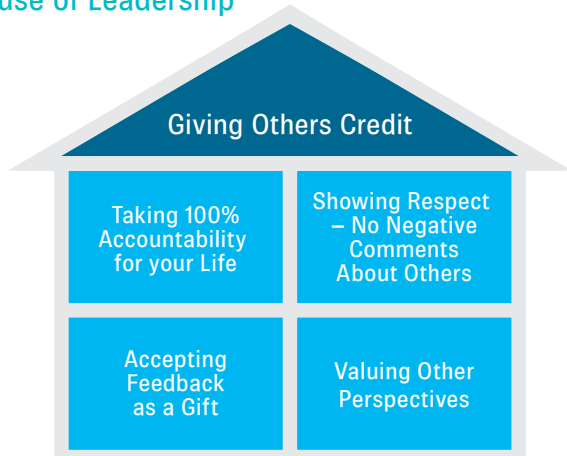 use of Leadership
Giving Others Credit
Taking 100%
Accountability
for your Life
Showing Respect
– No Negative
Comments
About Others
Accepting
Feedback
as a Gift
Valuing Other
Perspectives